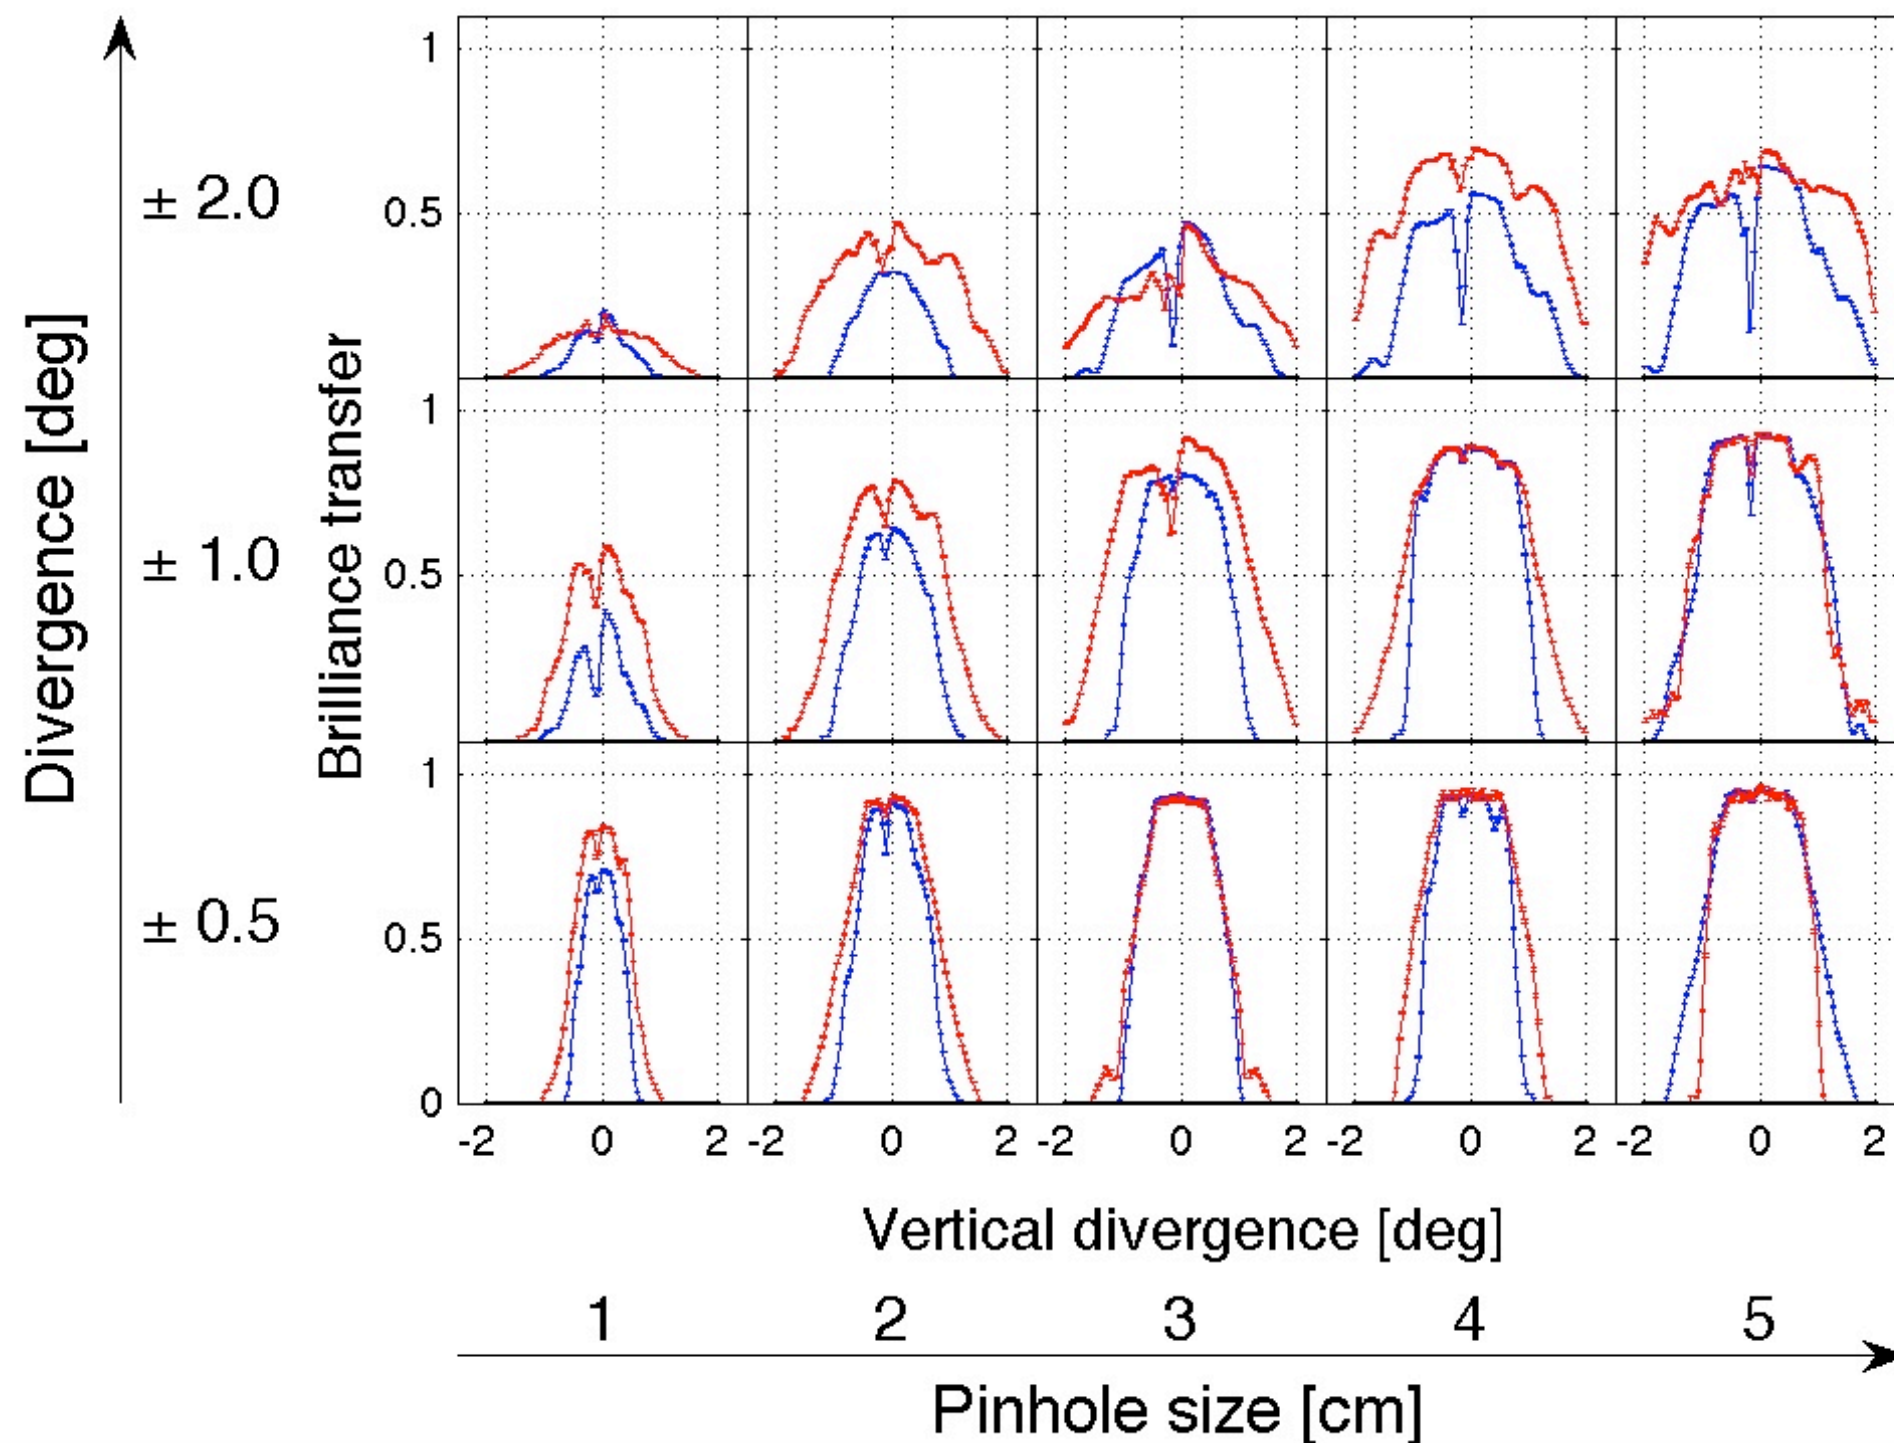 Divergence [deg]
± 2.0
± 1.0
± 0.5
Brilliance transfer
1
0.5
1
0.5
1
0.5
0
-2 0 2 -2 0 2 -2 0 2 -2 0 2 -2 0 2
Vertical divergence [deg]
1 2 3 4 5
Pinhole size [cm]